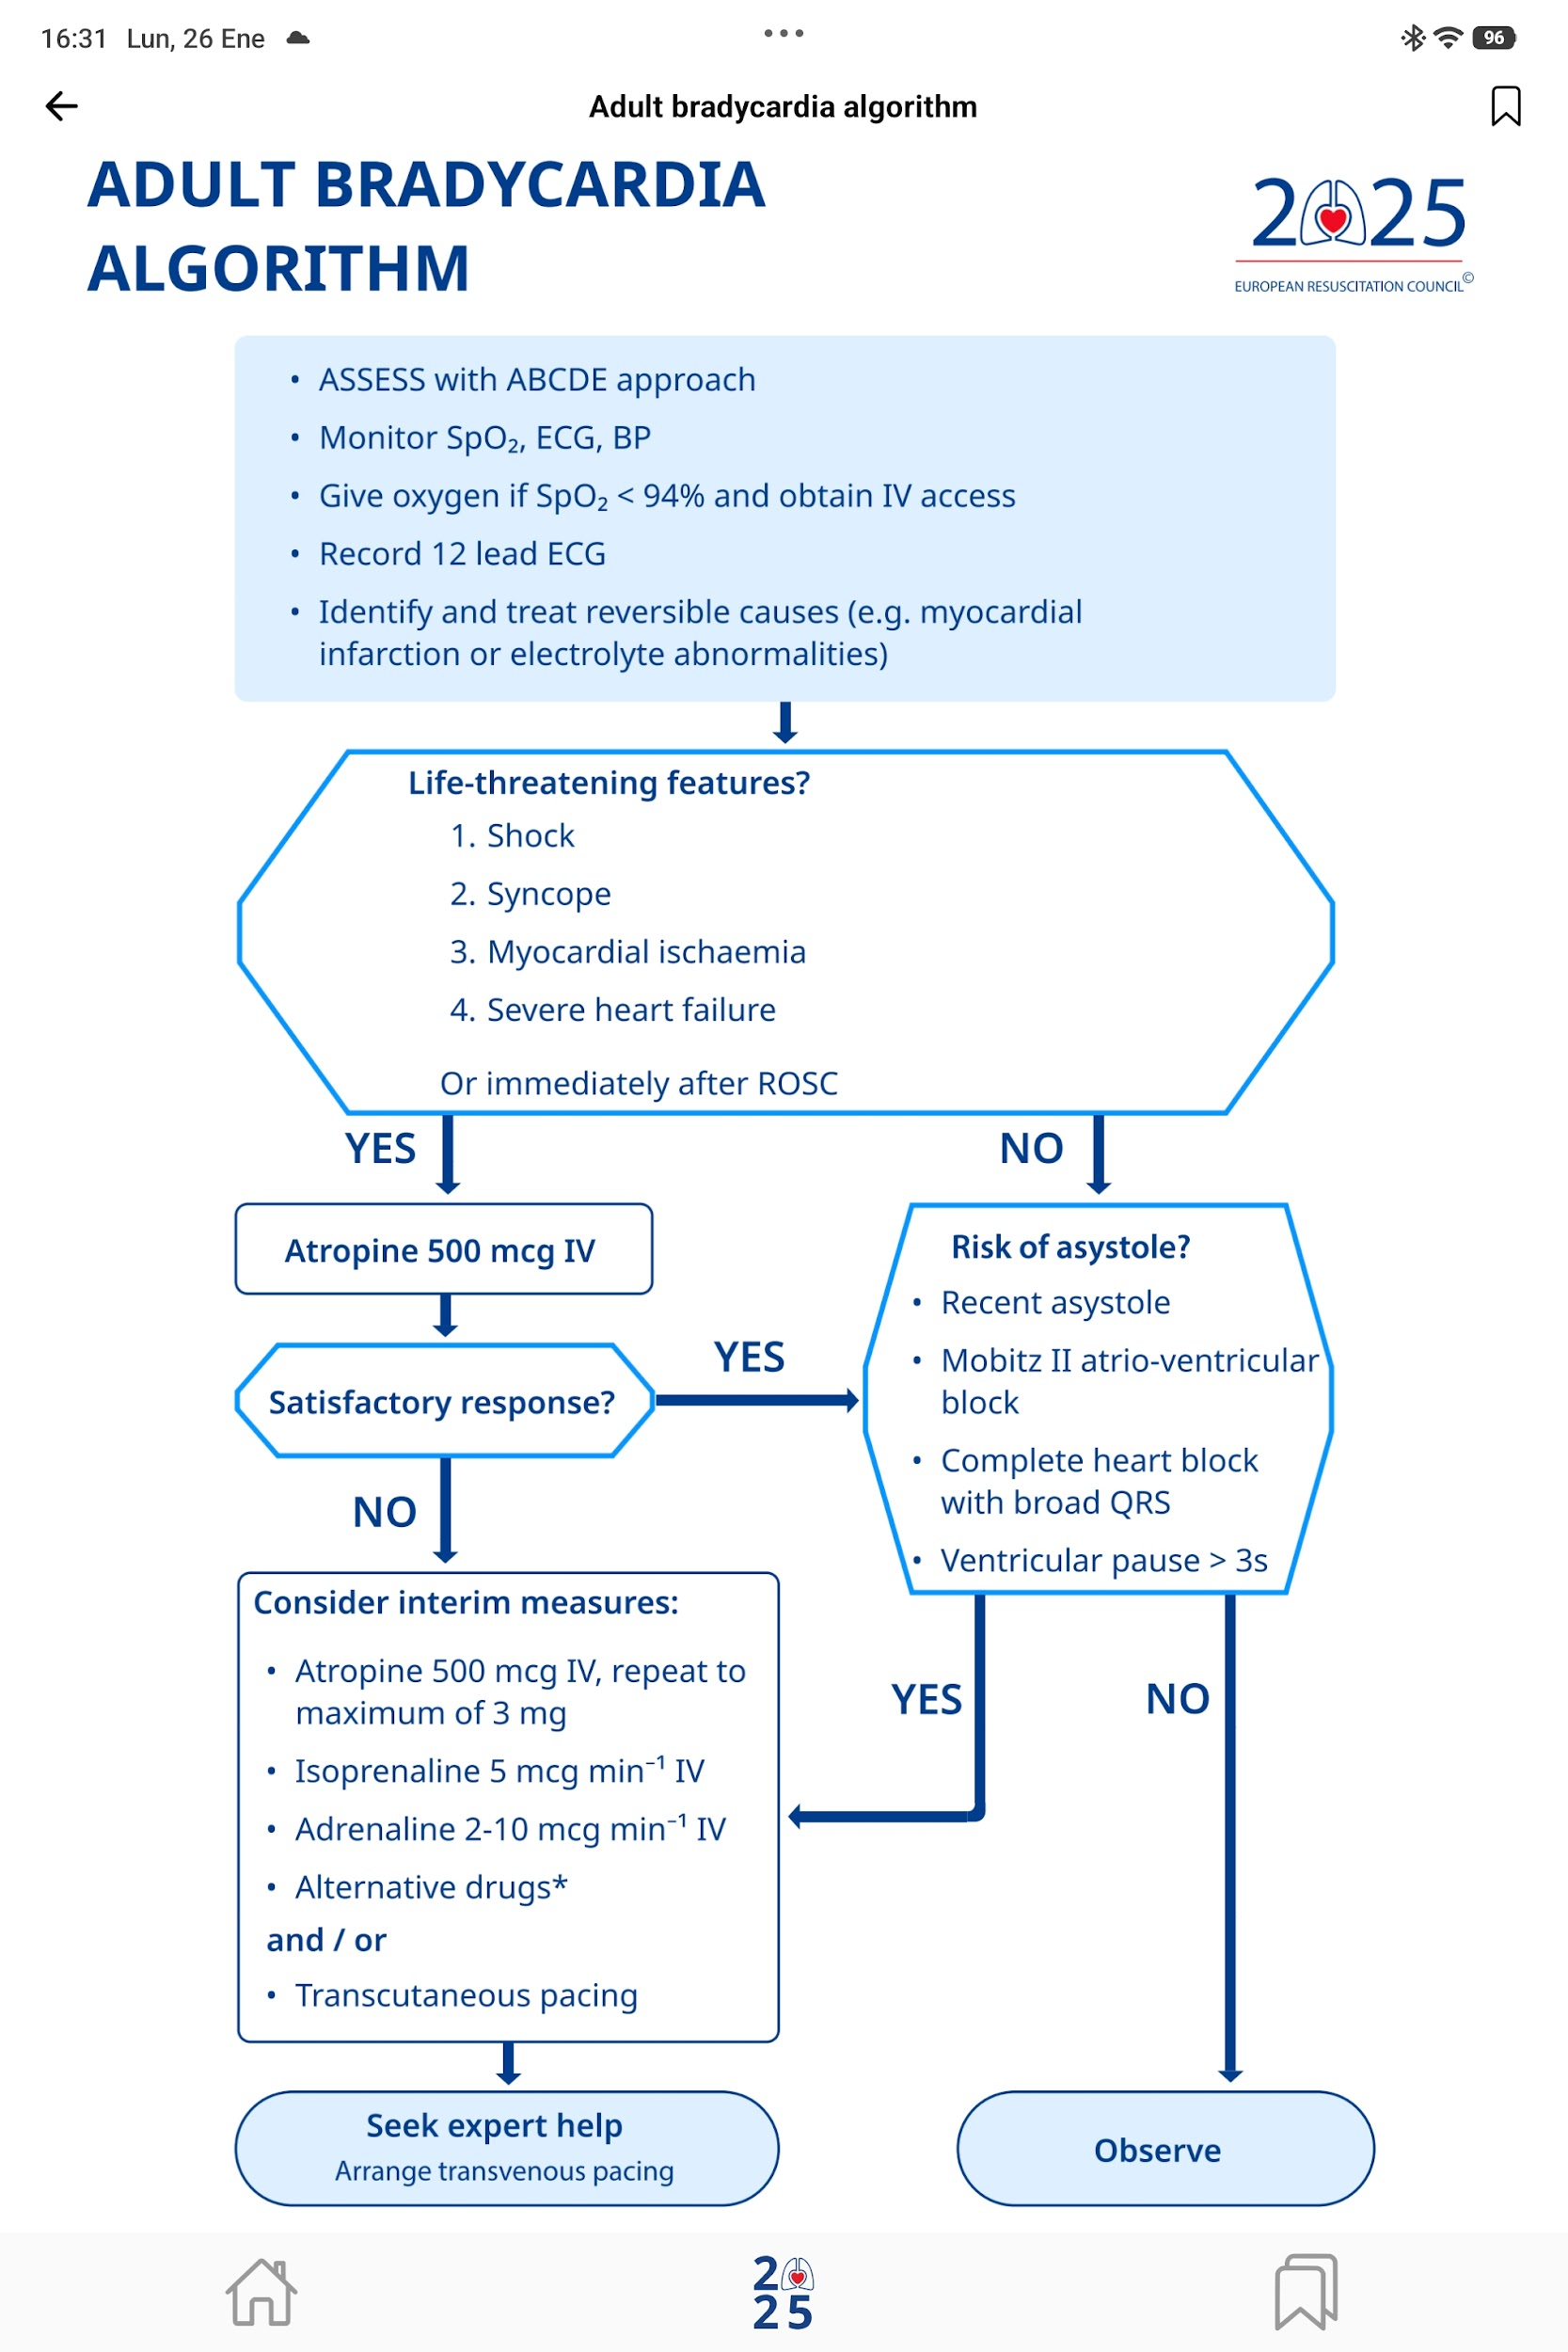 16:31 Lun, 26 Ene
96
Adult bradycardia algorithm
ADULT BRADYCARDIA
ALGORITHM
2025
EUROPEAN RESUSCITATION COUNCIL©
• ASSESS with ABCDE approach
• Monitor SpO₂, ECG, BP
• Give oxygen if SpO₂ < 94% and obtain IV access
• Record 12 lead ECG
• Identify and treat reversible causes (e.g. myocardial
infarction or electrolyte abnormalities)
Life-threatening features?
1. Shock
2. Syncope
3. Myocardial ischaemia
4. Severe heart failure
Or immediately after ROSC
YES
NO
Atropine 500 mcg IV
Satisfactory response?
YES
NO
Risk of asystole?
• Recent asystole
• Mobitz II atrio-ventricular
block
• Complete heart block
with broad QRS
• Ventricular pause > 3s
YES
NO
Consider interim measures:
• Atropine 500 mcg IV, repeat to
maximum of 3 mg
• Isoprenaline 5 mcg min⁻¹ IV
• Adrenaline 2-10 mcg min⁻¹ IV
• Alternative drugs*
and / or
• Transcutaneous pacing
Seek expert help
Arrange transvenous pacing
Observe
2025